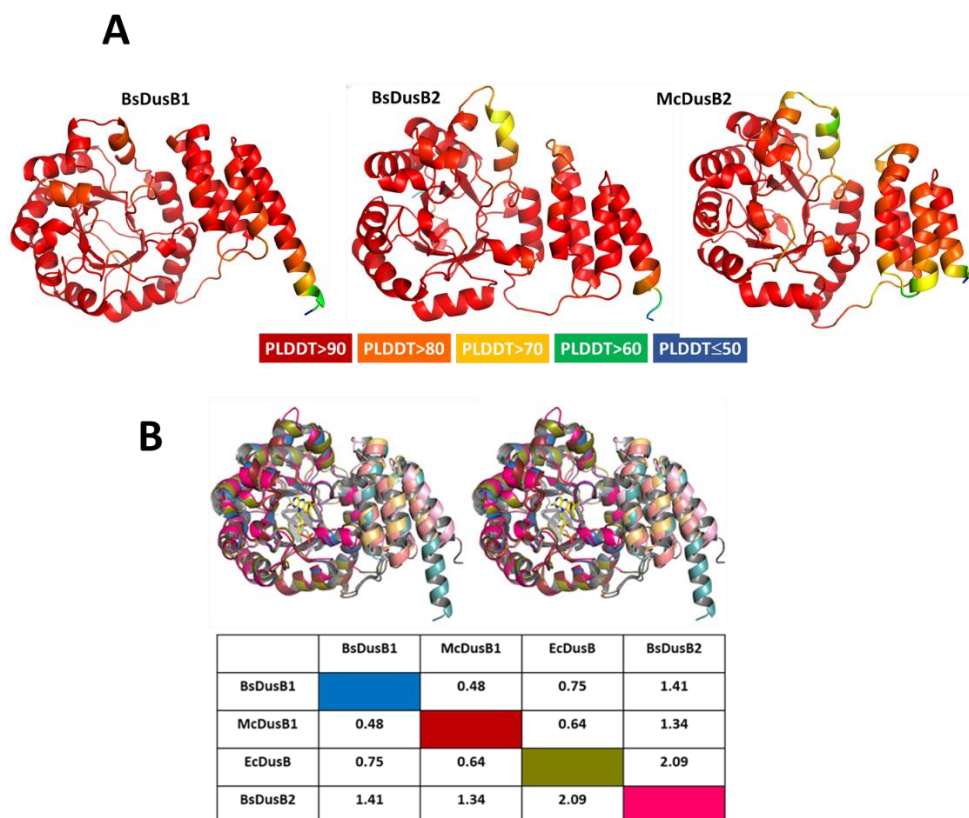 A
BsDusB1 BsDusB2 McDusB2
PLDDT>90 PLDDT>80 PLDDT>70 PLDDT>60 PLDDT≤50
B
BsDusB1 McDusB1 EcDusB BsDusB2
BsDusB1 0.48 0.75 1.41
McDusB1 0.48 0.64 1.34
EcDusB 0.75 0.64 2.09
BsDusB2 1.41 1.34 2.09